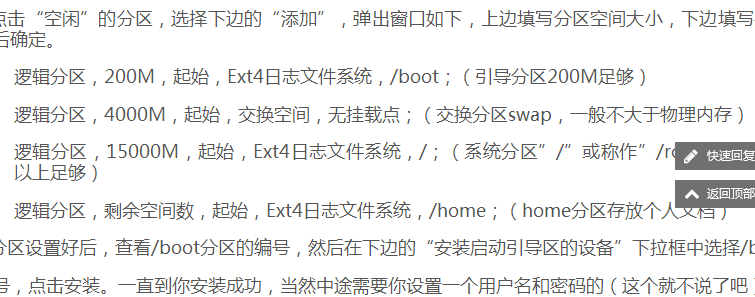 点击“空闲”的分区，选择下边的“添加”，弹出窗口如下，上边填写分区空间大小，下边填写
后确定。
逻辑分区，200M，起始，Ext4日志文件系统，/boot；（引导分区200M足够）
逻辑分区，4000M，起始，交换空间，无挂载点；（交换分区swap，一般不大于物理内存）
逻辑分区，15000M，起始，Ext4日志文件系统，/；（系统分区”/”或称作”/ro
快速回复
以上足够）
返回顶部
逻辑分区，剩余空间数，起始，Ext4日志文件系统，/home；（home分区存放个人文档）
分区设置好后，查看/boot分区的编号，然后在下边的“安装启动引导区的设备”下拉框中选择/b
号，点击安装。一直到你安装成功，当然中途需要你设置一个用户名和密码的（这个就不说了吧